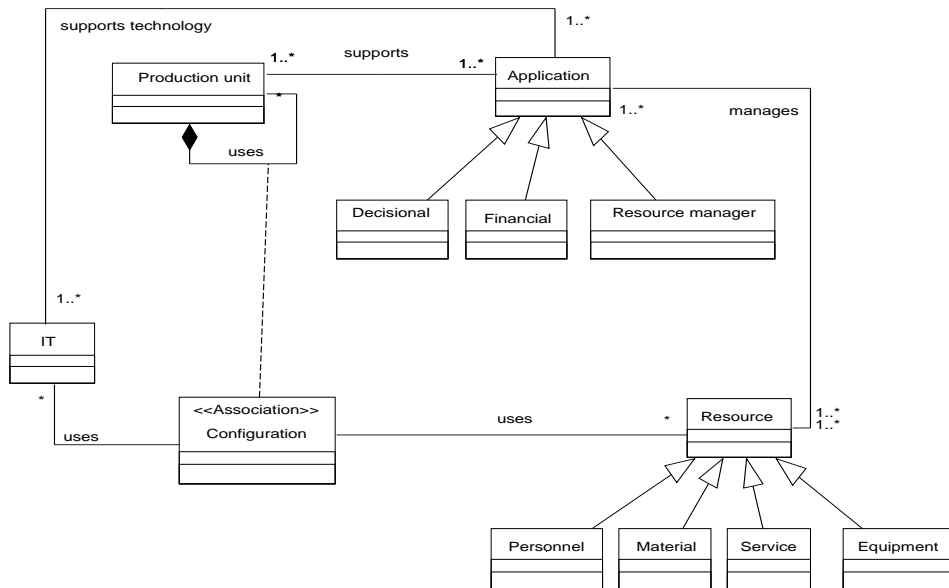 supports technology
1..*
1..*
supports
1..*
Production unit
Application
*
1..*
manages
uses
Decisional
Financial
Resource manager
1..*
IT
*
<<Association>>
Configuration
uses
uses
*
Resource
1..*
1..*
Personnel
Material
Service
Equipment